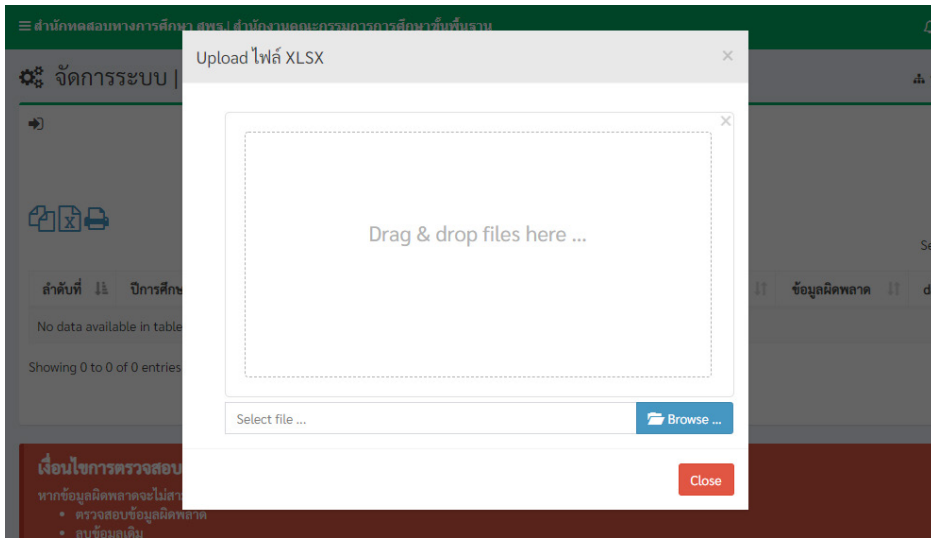 สำนักทดสอบทางการศึกษา สพฐ.| สำนักงานคณะกรรมการการศึกษาขั้นพื้นฐาน
Upload ไฟล์ XLSX
×
จัดการระบบ |
×
Drag & drop files here ...
Se
ลำดับที่ ปีการศึกษ ข้อมูลผิดพลาด d
No data available in table
Showing 0 to 0 of 0 entries
Select file ... Browse ...
เงื่อนไขการตรวจสอบ
Close
หากข้อมูลผิดพลาดจะไม่สา
• ตรวจสอบข้อมูลผิดพลาด
• ลบข้อมูลเดิม